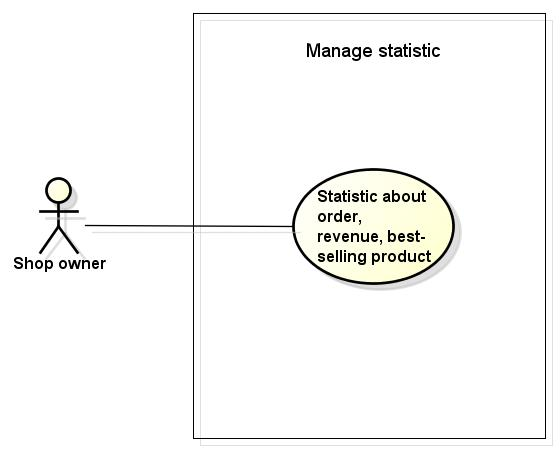 Manage statistic
Statistic about
order,
revenue, best-
selling product
Shop owner